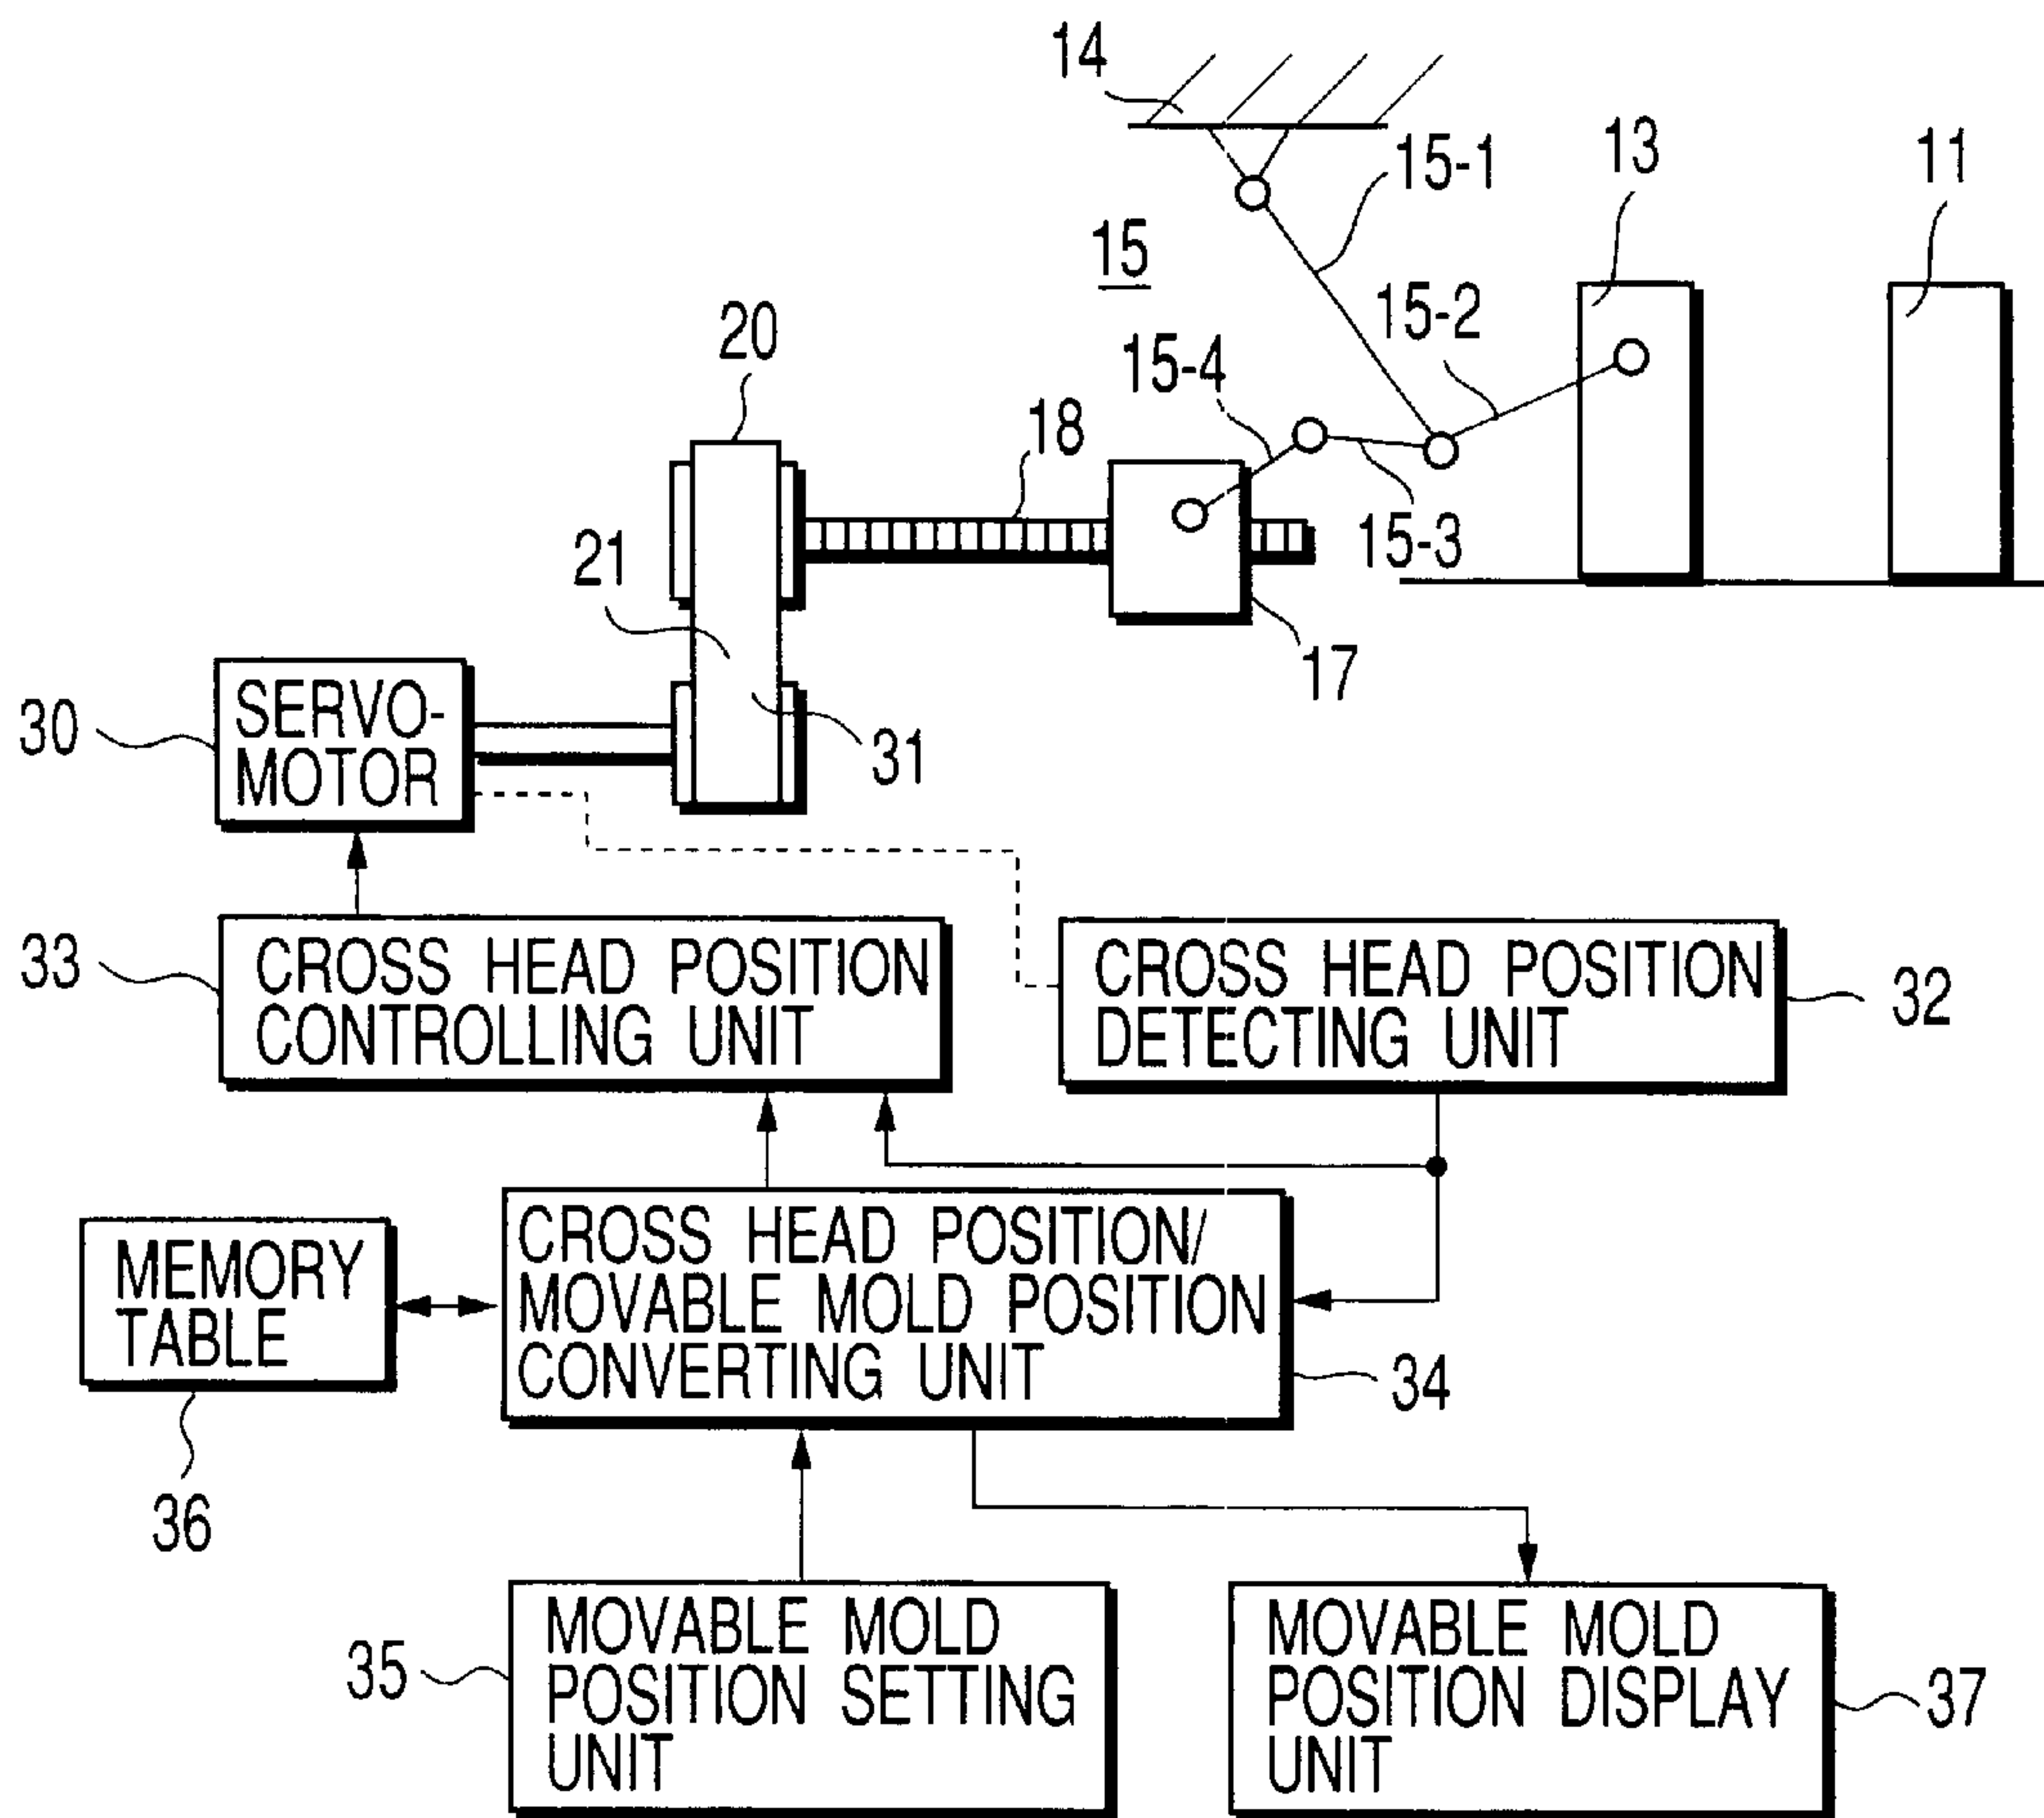 14
15-1
13
11
15
15-2
20
15-4
18
21
15-3
17
30
SERVO-
MOTOR
31
33
CROSS HEAD POSITION
CONTROLLING UNIT
CROSS HEAD POSITION
DETECTING UNIT
32
MEMORY
TABLE
36
CROSS HEAD POSITION/
MOVABLE MOLD POSITION
CONVERTING UNIT
34
35
MOVABLE MOLD
POSITION SETTING
UNIT
MOVABLE MOLD
POSITION DISPLAY
UNIT
37